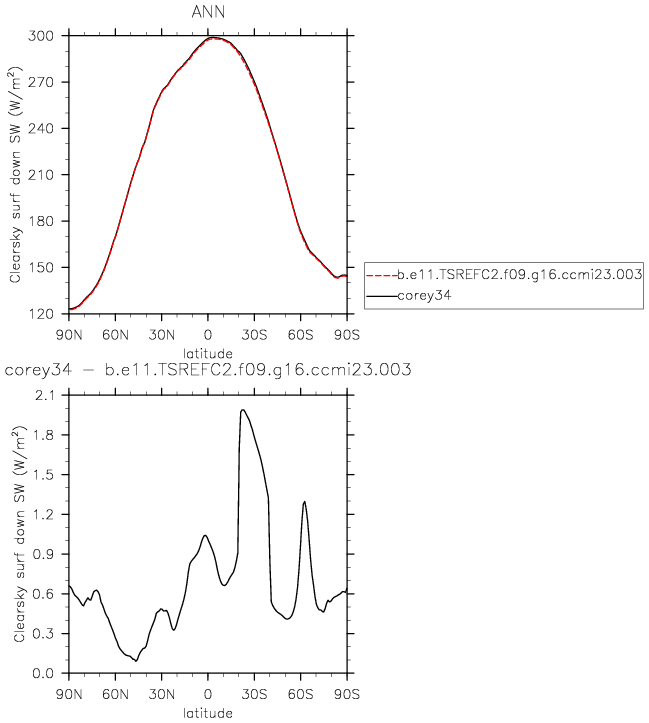 ANN
Clearsky surf down SW (W/m²)
300
270
240
210
180
150
120
90N 60N 30N 0 30S 60S 90S
latitude
b.e11.TSREFC2.f09.g16.ccmi23.003
corey34
corey34 − b.e11.TSREFC2.f09.g16.ccmi23.003
Clearsky surf down SW (W/m²)
2.1
1.8
1.5
1.2
0.9
0.6
0.3
0.0
90N 60N 30N 0 30S 60S 90S
latitude